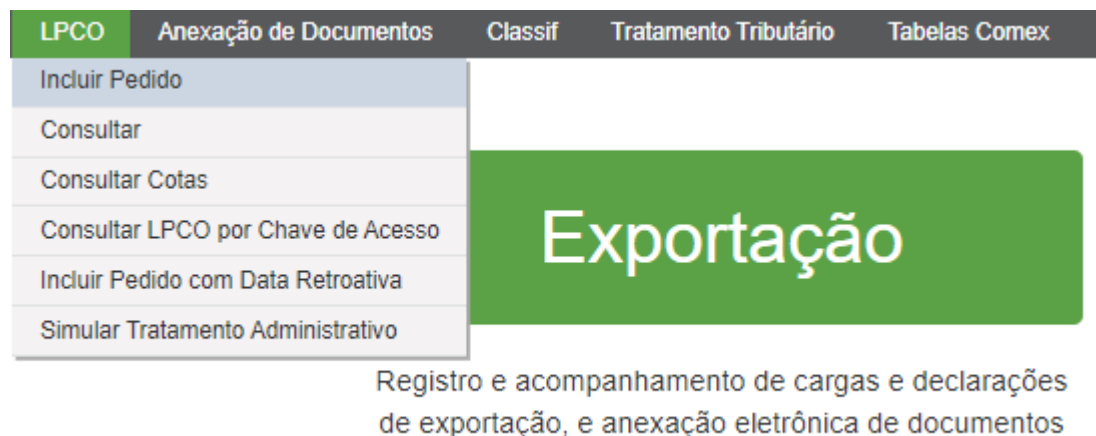 LPCO Anexação de Documentos Classif Tratamento Tributário Tabelas Comex
Incluir Pedido
Consultar
Consultar Cotas
Consultar LPCO por Chave de Acesso
Incluir Pedido com Data Retroativa
Simular Tratamento Administrativo
Exportação
Registro e acompanhamento de cargas e declarações
de exportação, e anexação eletrônica de documentos